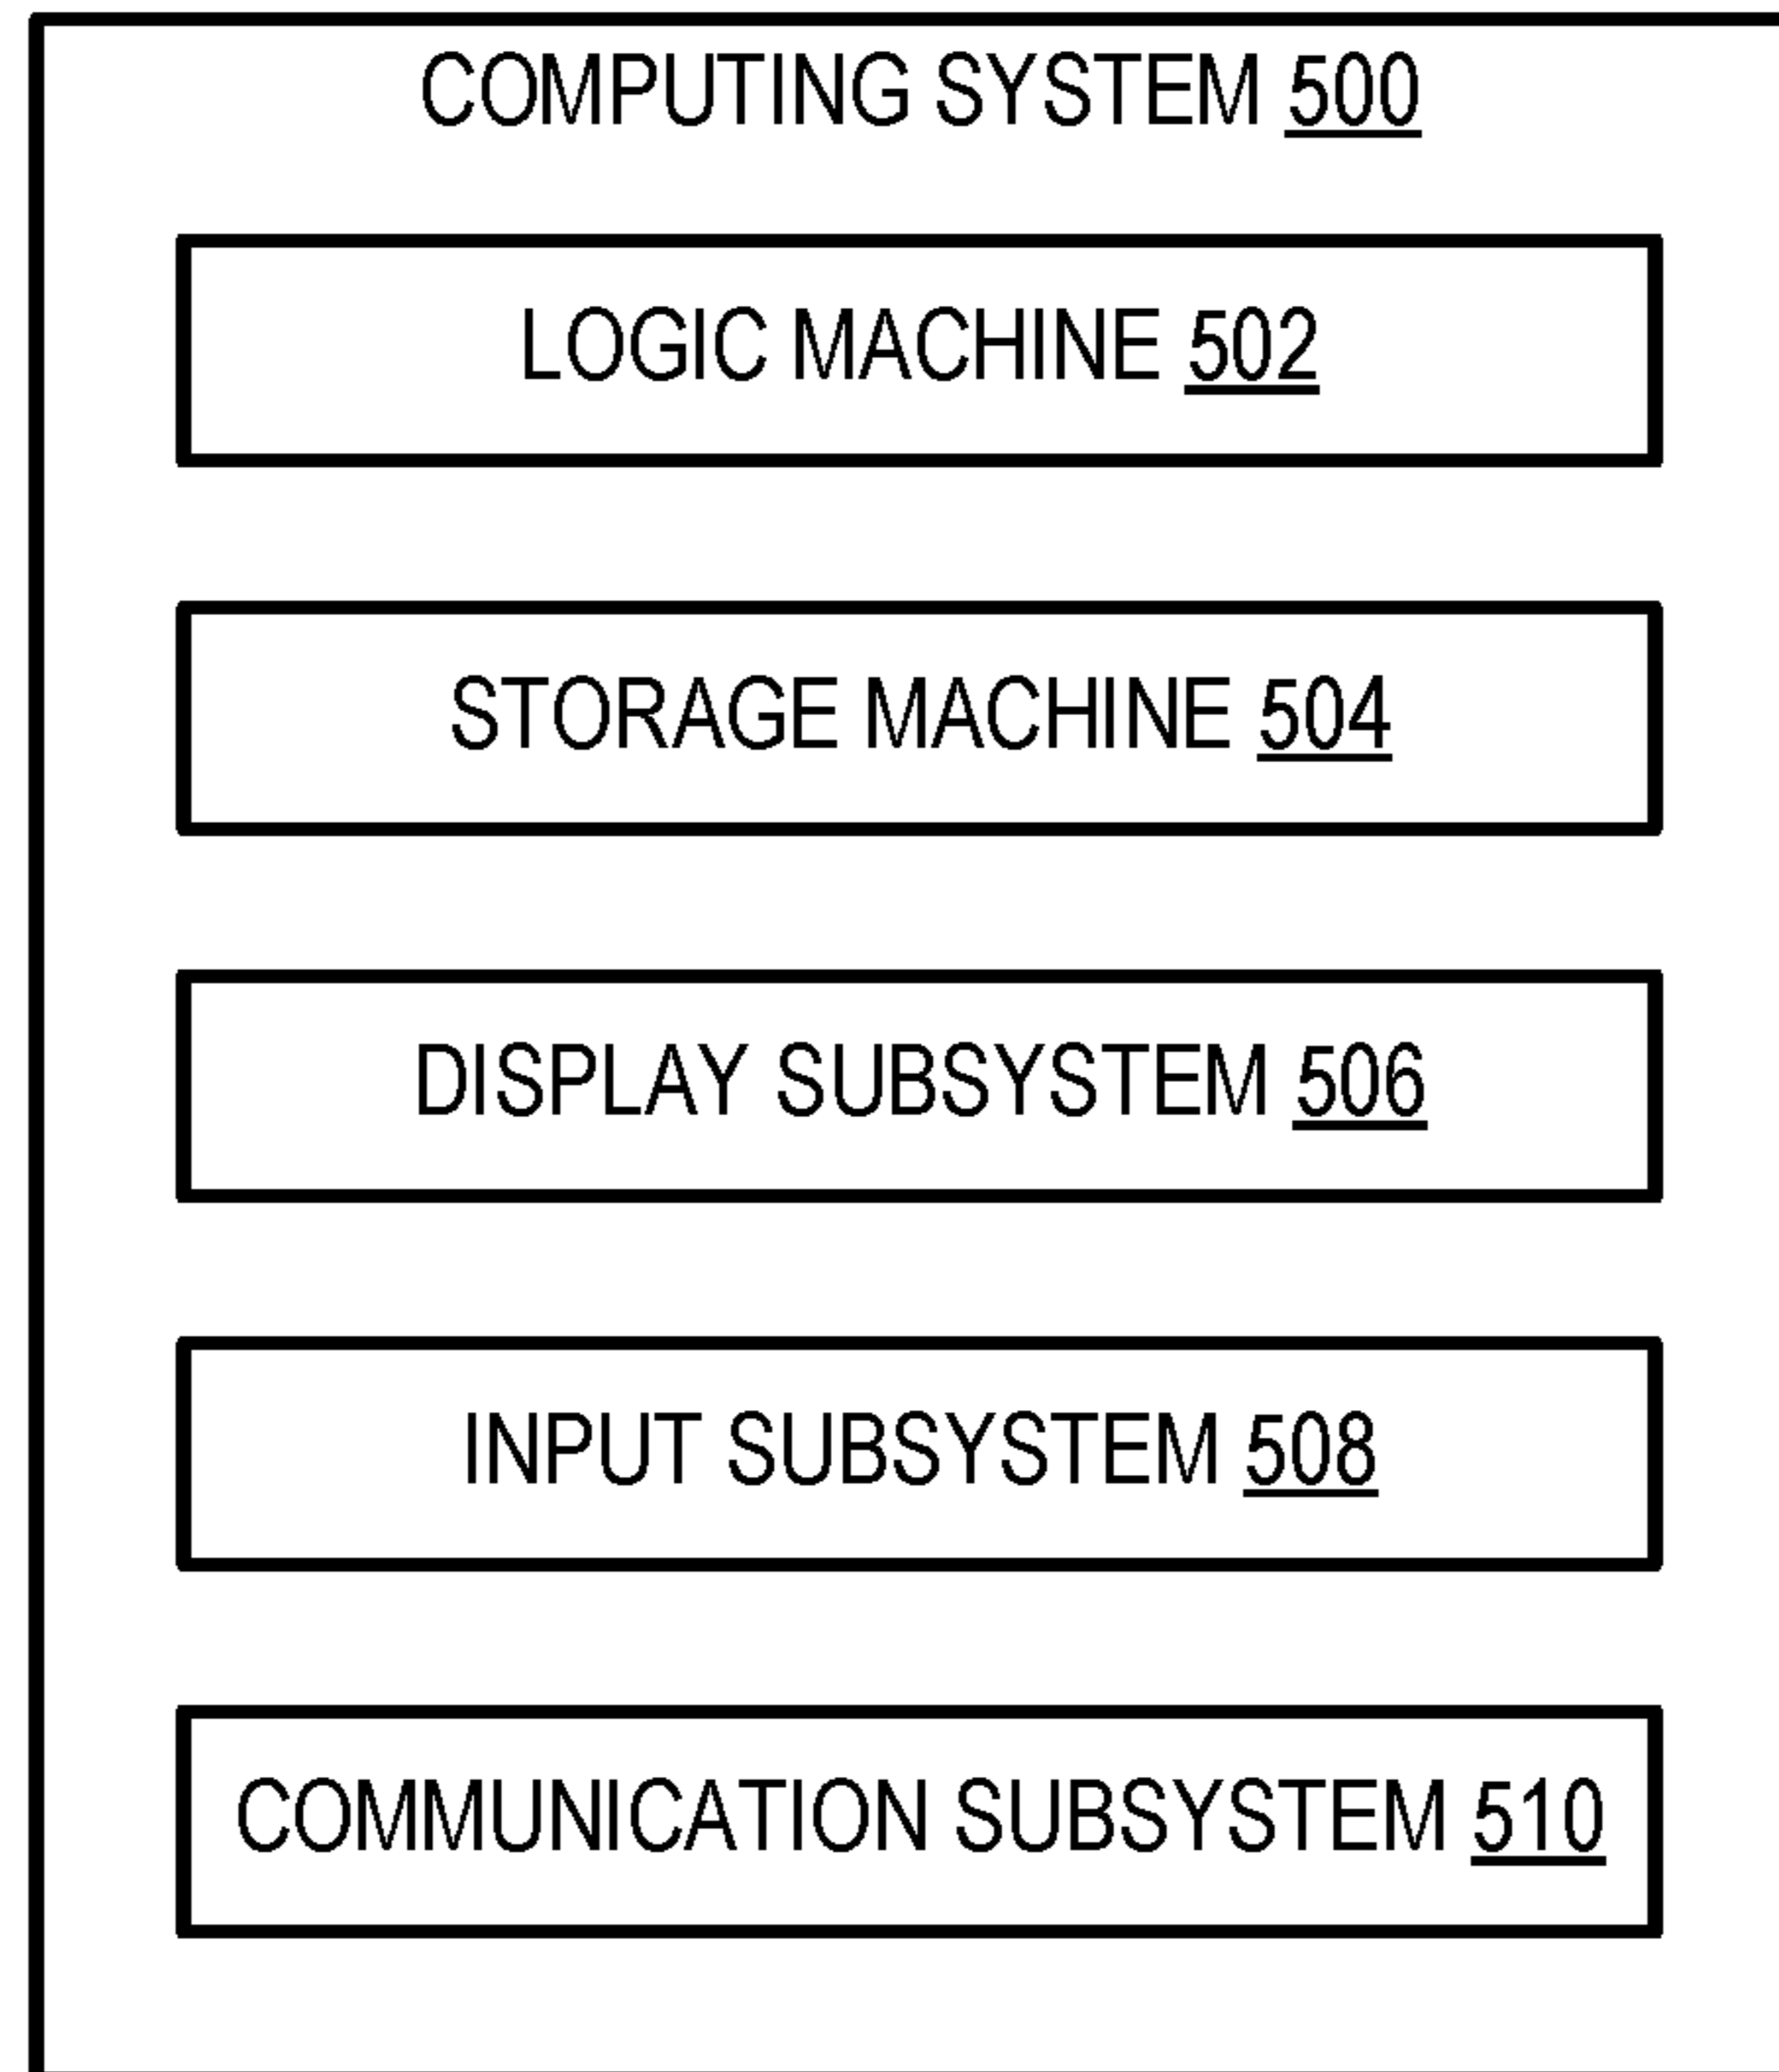 COMPUTING SYSTEM 500
LOGIC MACHINE 502
STORAGE MACHINE 504
DISPLAY SUBSYSTEM 506
INPUT SUBSYSTEM 508
COMMUNICATION SUBSYSTEM 510